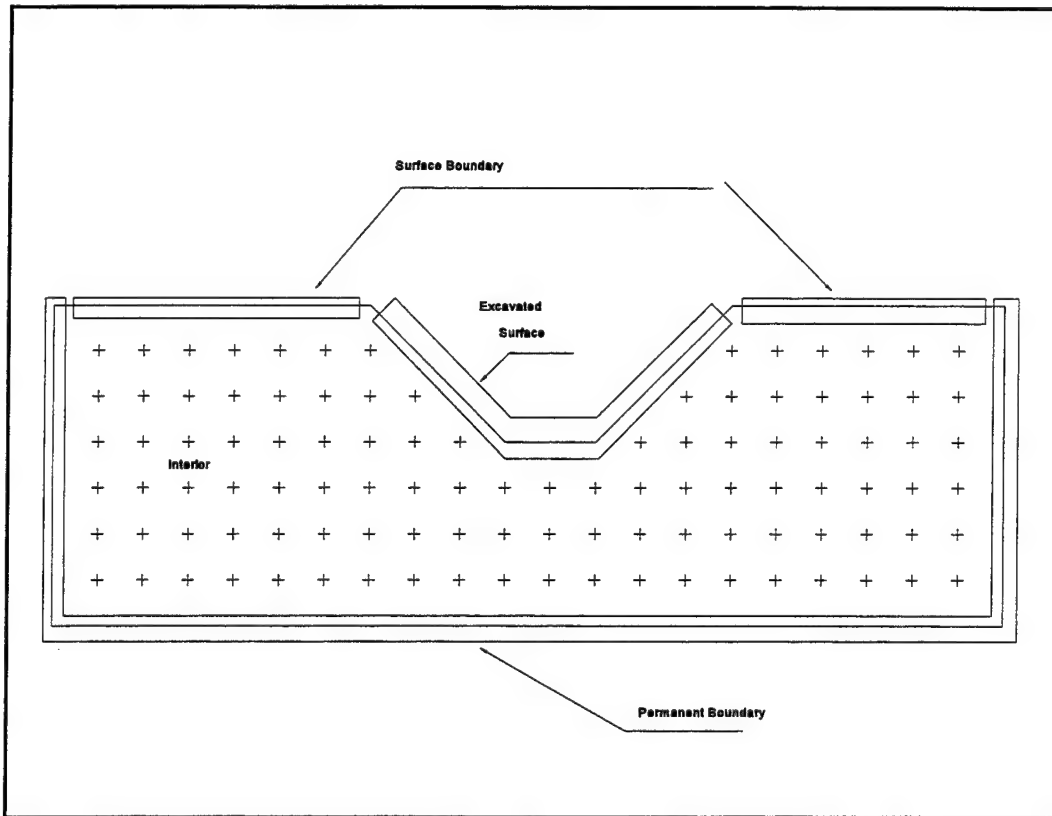 Surface Boundary
Excavated
Surface
Interior
Permanent Boundary